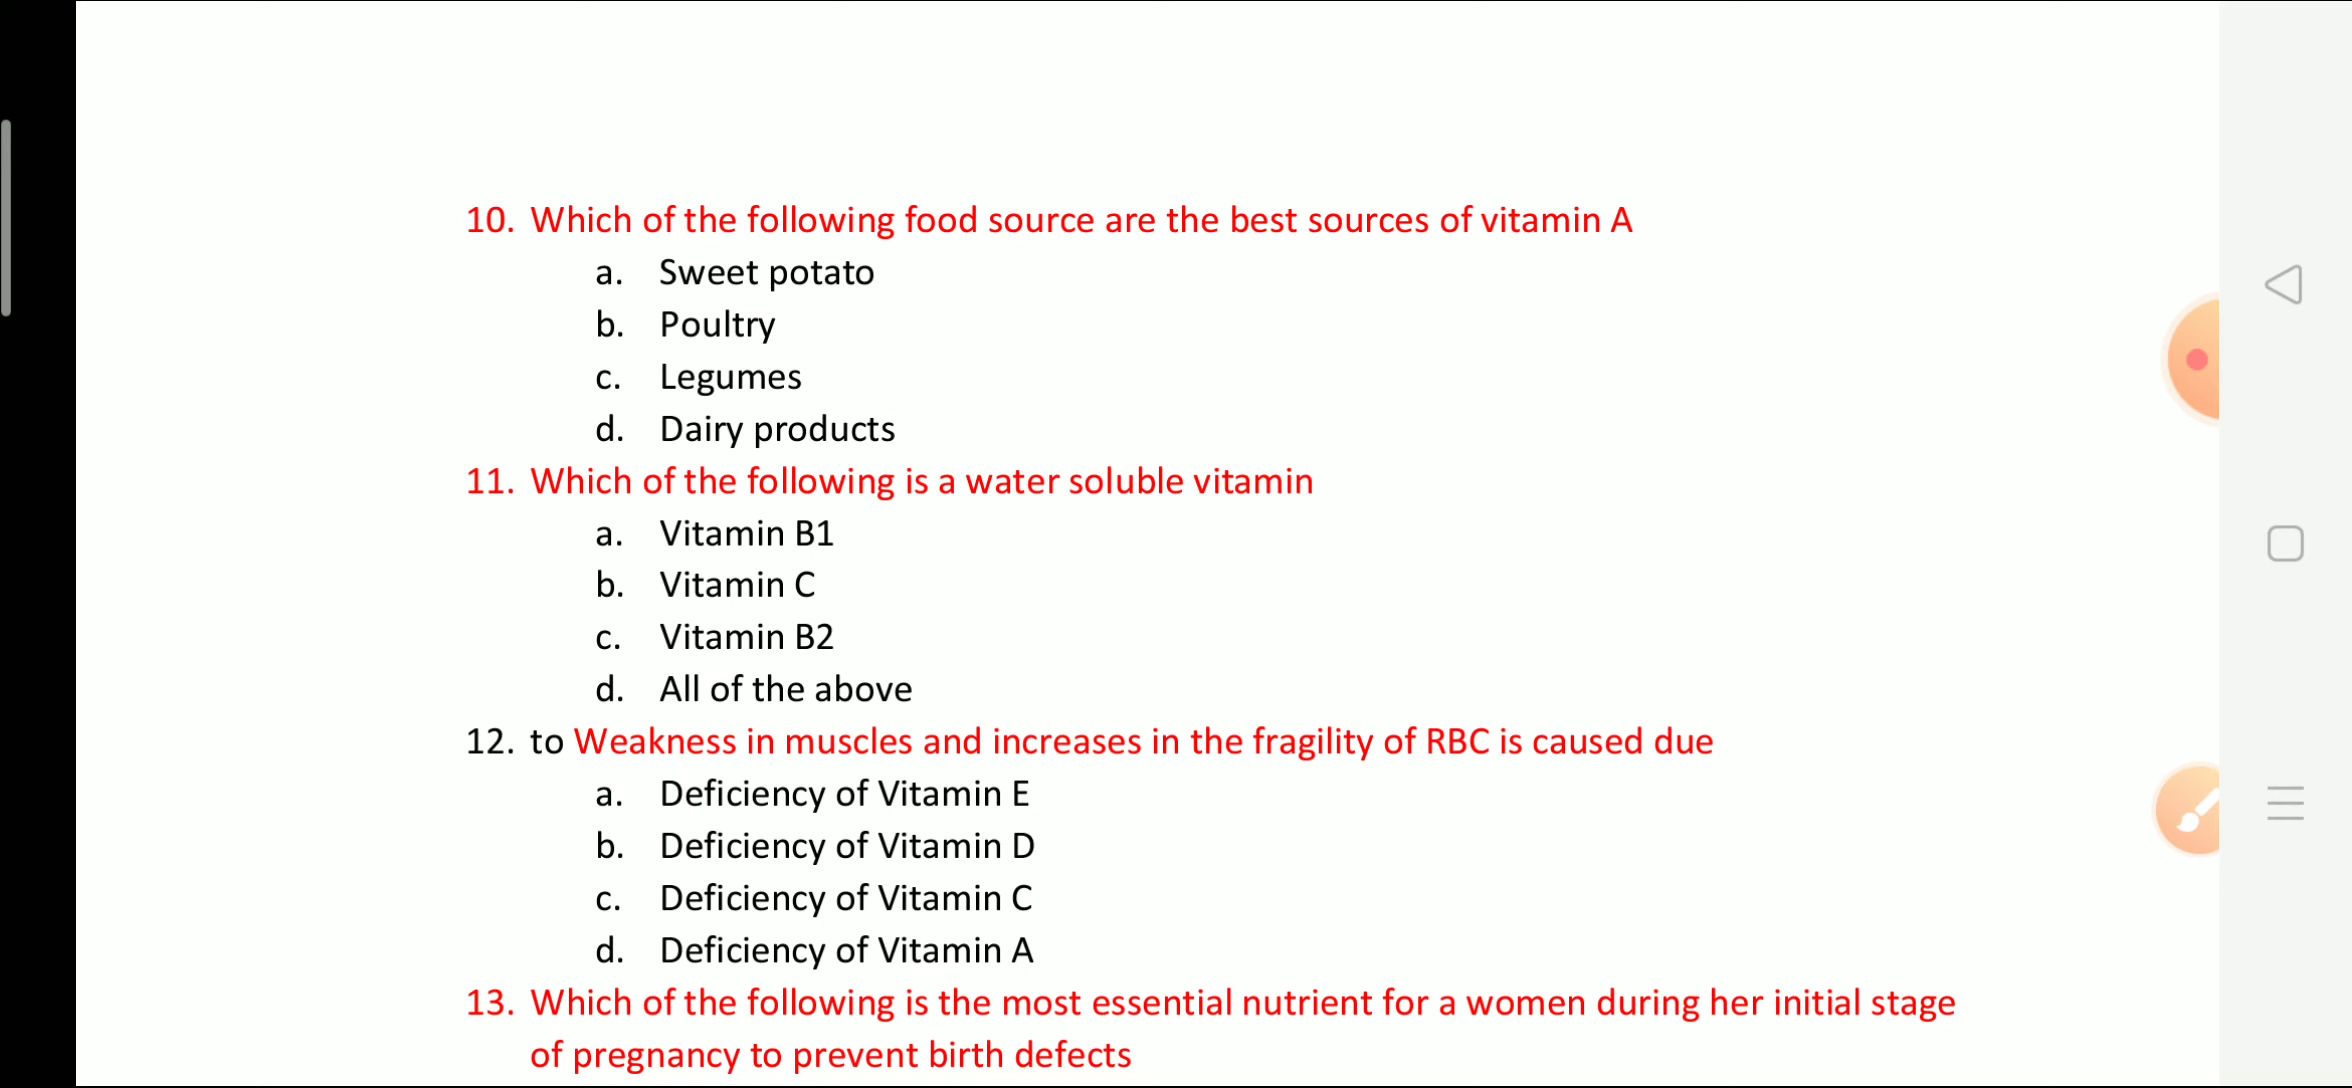 10. Which of the following food source are the best sources of vitamin A
a. Sweet potato
b. Poultry
c. Legumes
d. Dairy products
11. Which of the following is a water soluble vitamin
a. Vitamin B1
b. Vitamin C
c. Vitamin B2
d. All of the above
12. to Weakness in muscles and increases in the fragility of RBC is caused due
a. Deficiency of Vitamin E
b. Deficiency of Vitamin D
c. Deficiency of Vitamin C
d. Deficiency of Vitamin A
13. Which of the following is the most essential nutrient for a women during her initial stage
of pregnancy to prevent birth defects